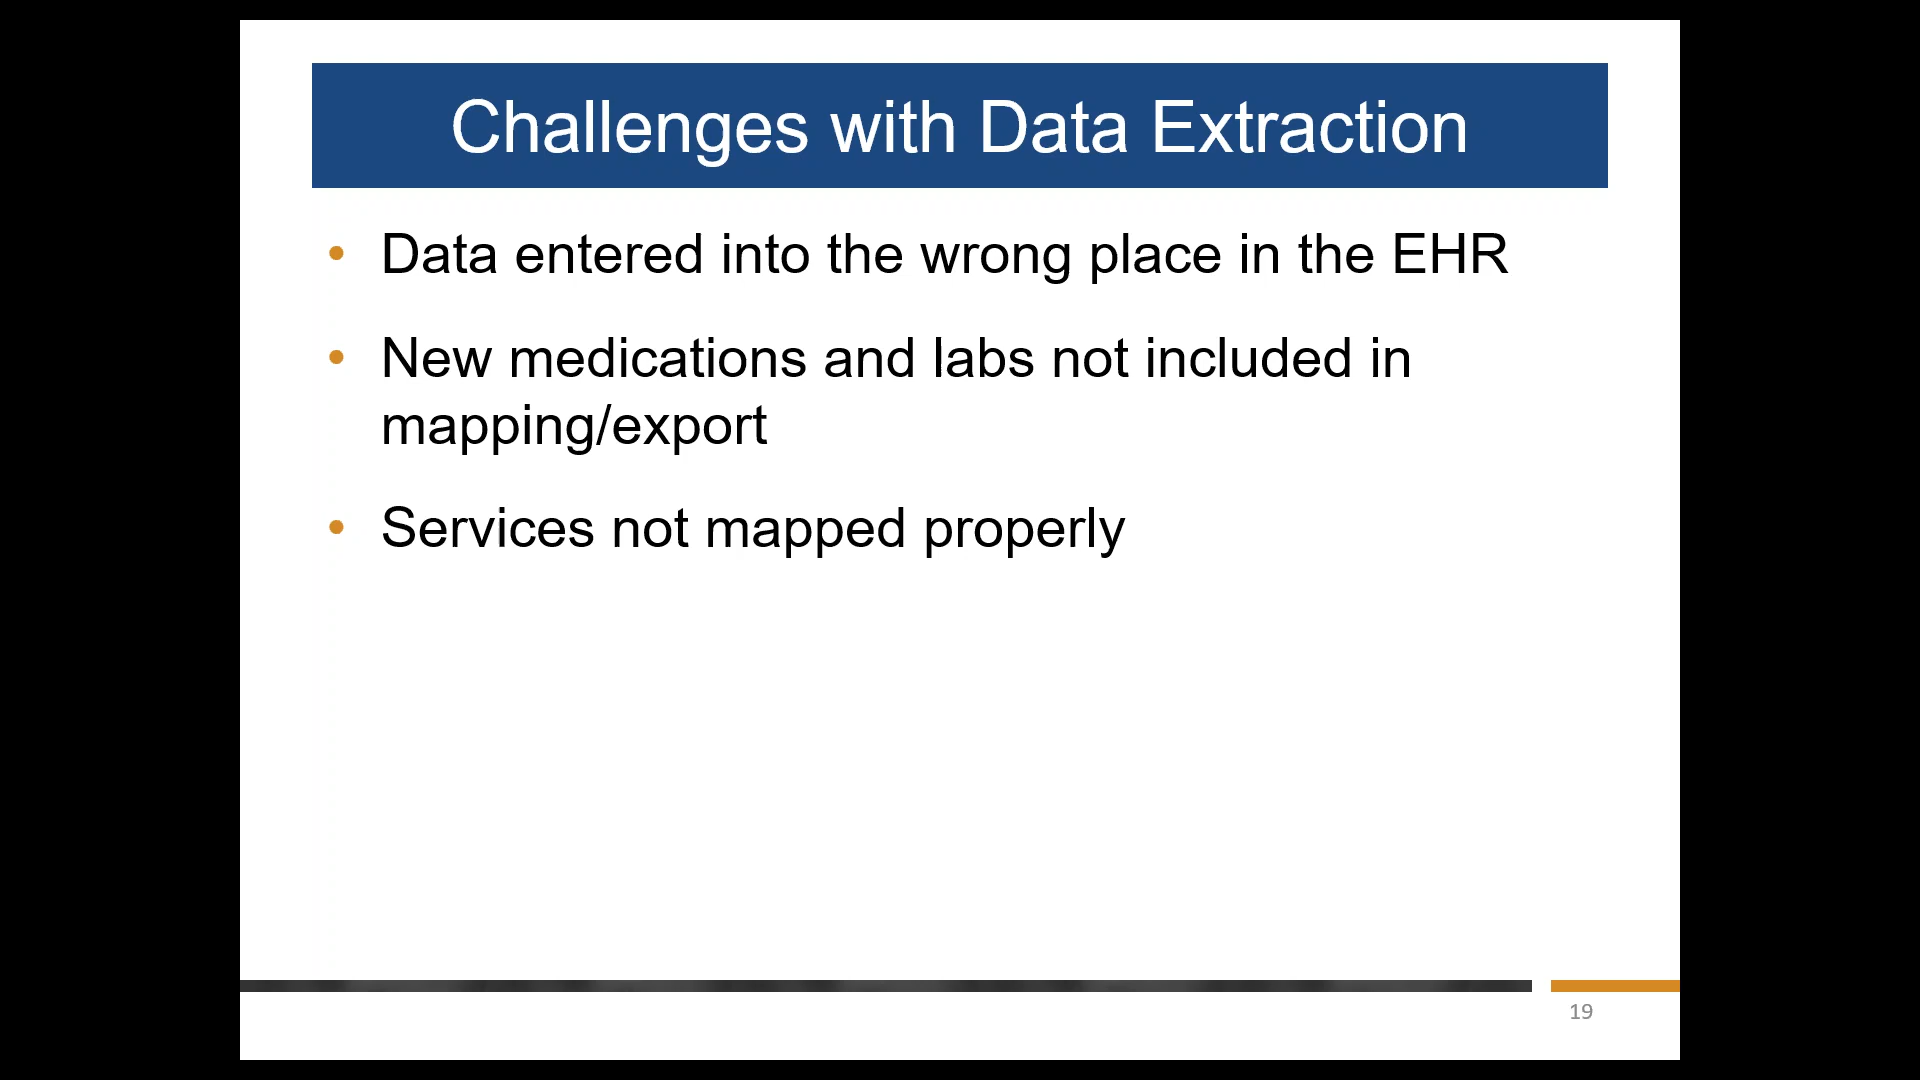 Challenges with Data Extraction
• Data entered into the wrong place in the EHR
• New medications and labs not included in
mapping/export
• Services not mapped properly
19